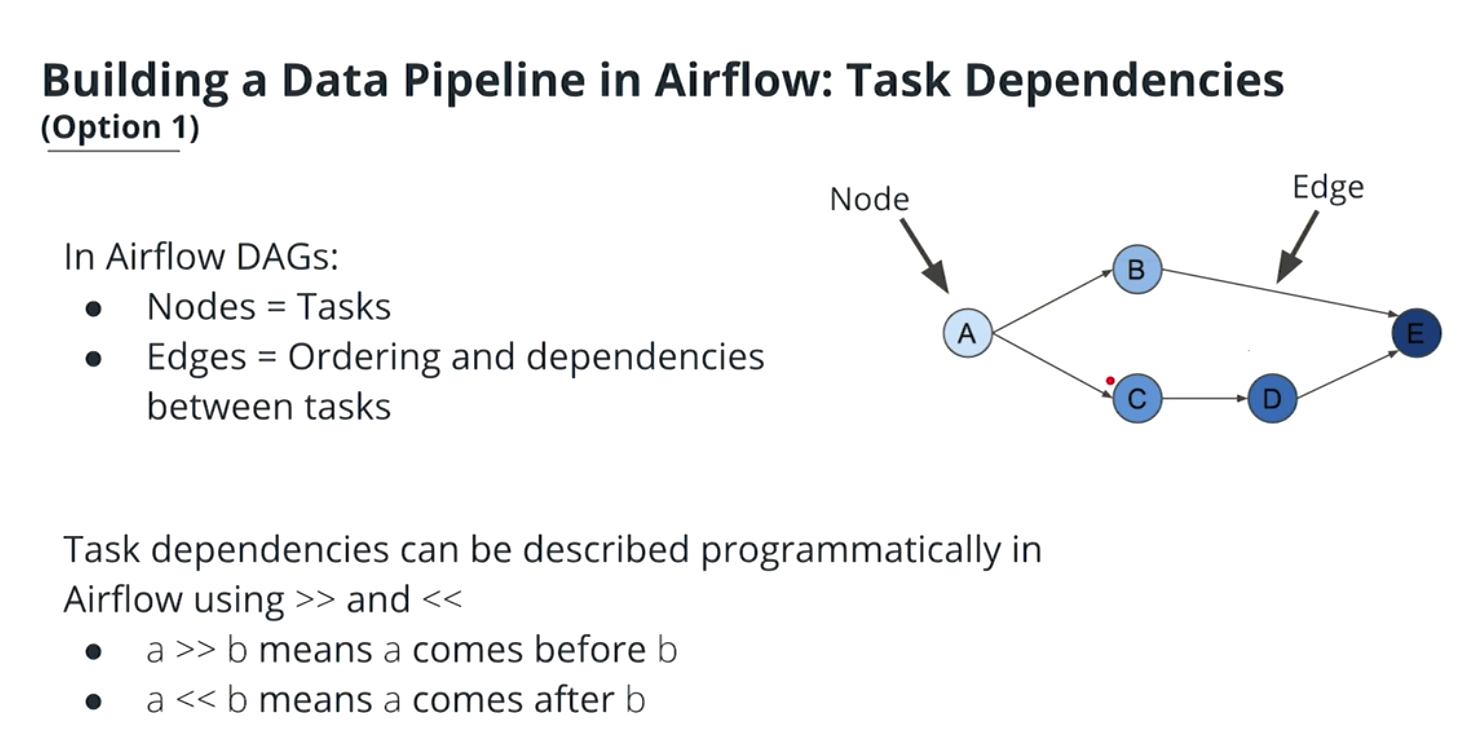 Building a Data Pipeline in Airflow: Task Dependencies
(Option 1)
Node
Edge
In Airflow DAGs:
● Nodes = Tasks
● Edges = Ordering and dependencies
between tasks
A
B
C
D
E
Task dependencies can be described programmatically in
Airflow using >> and <<
● a >> b means a comes before b
● a << b means a comes after b